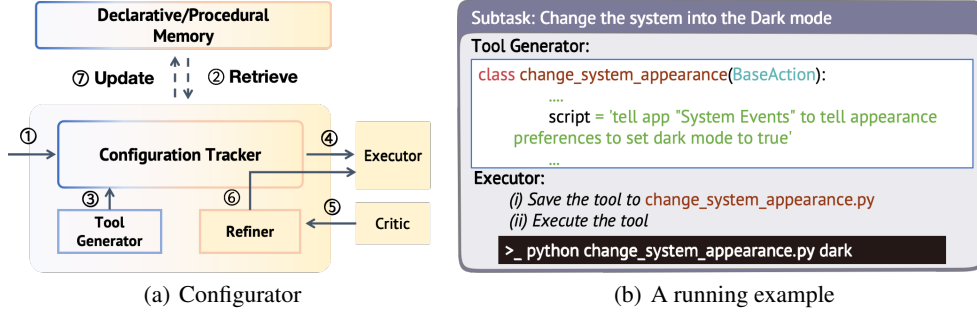 Declarative/Procedural
Memory
⑦ Update
② Retrieve
①
Configuration Tracker
④
Executor
③
⑥
⑤
Tool
Generator
Refiner
Critic
(a) Configurator
Subtask: Change the system into the Dark mode
Tool Generator:
class change_system_appearance(BaseAction):
....
script = 'tell app "System Events" to tell appearance
preferences to set dark mode to true'
...
Executor:
(i) Save the tool to change_system_appearance.py
(ii) Execute the tool
>_ python change_system_appearance.py dark
(b) A running example